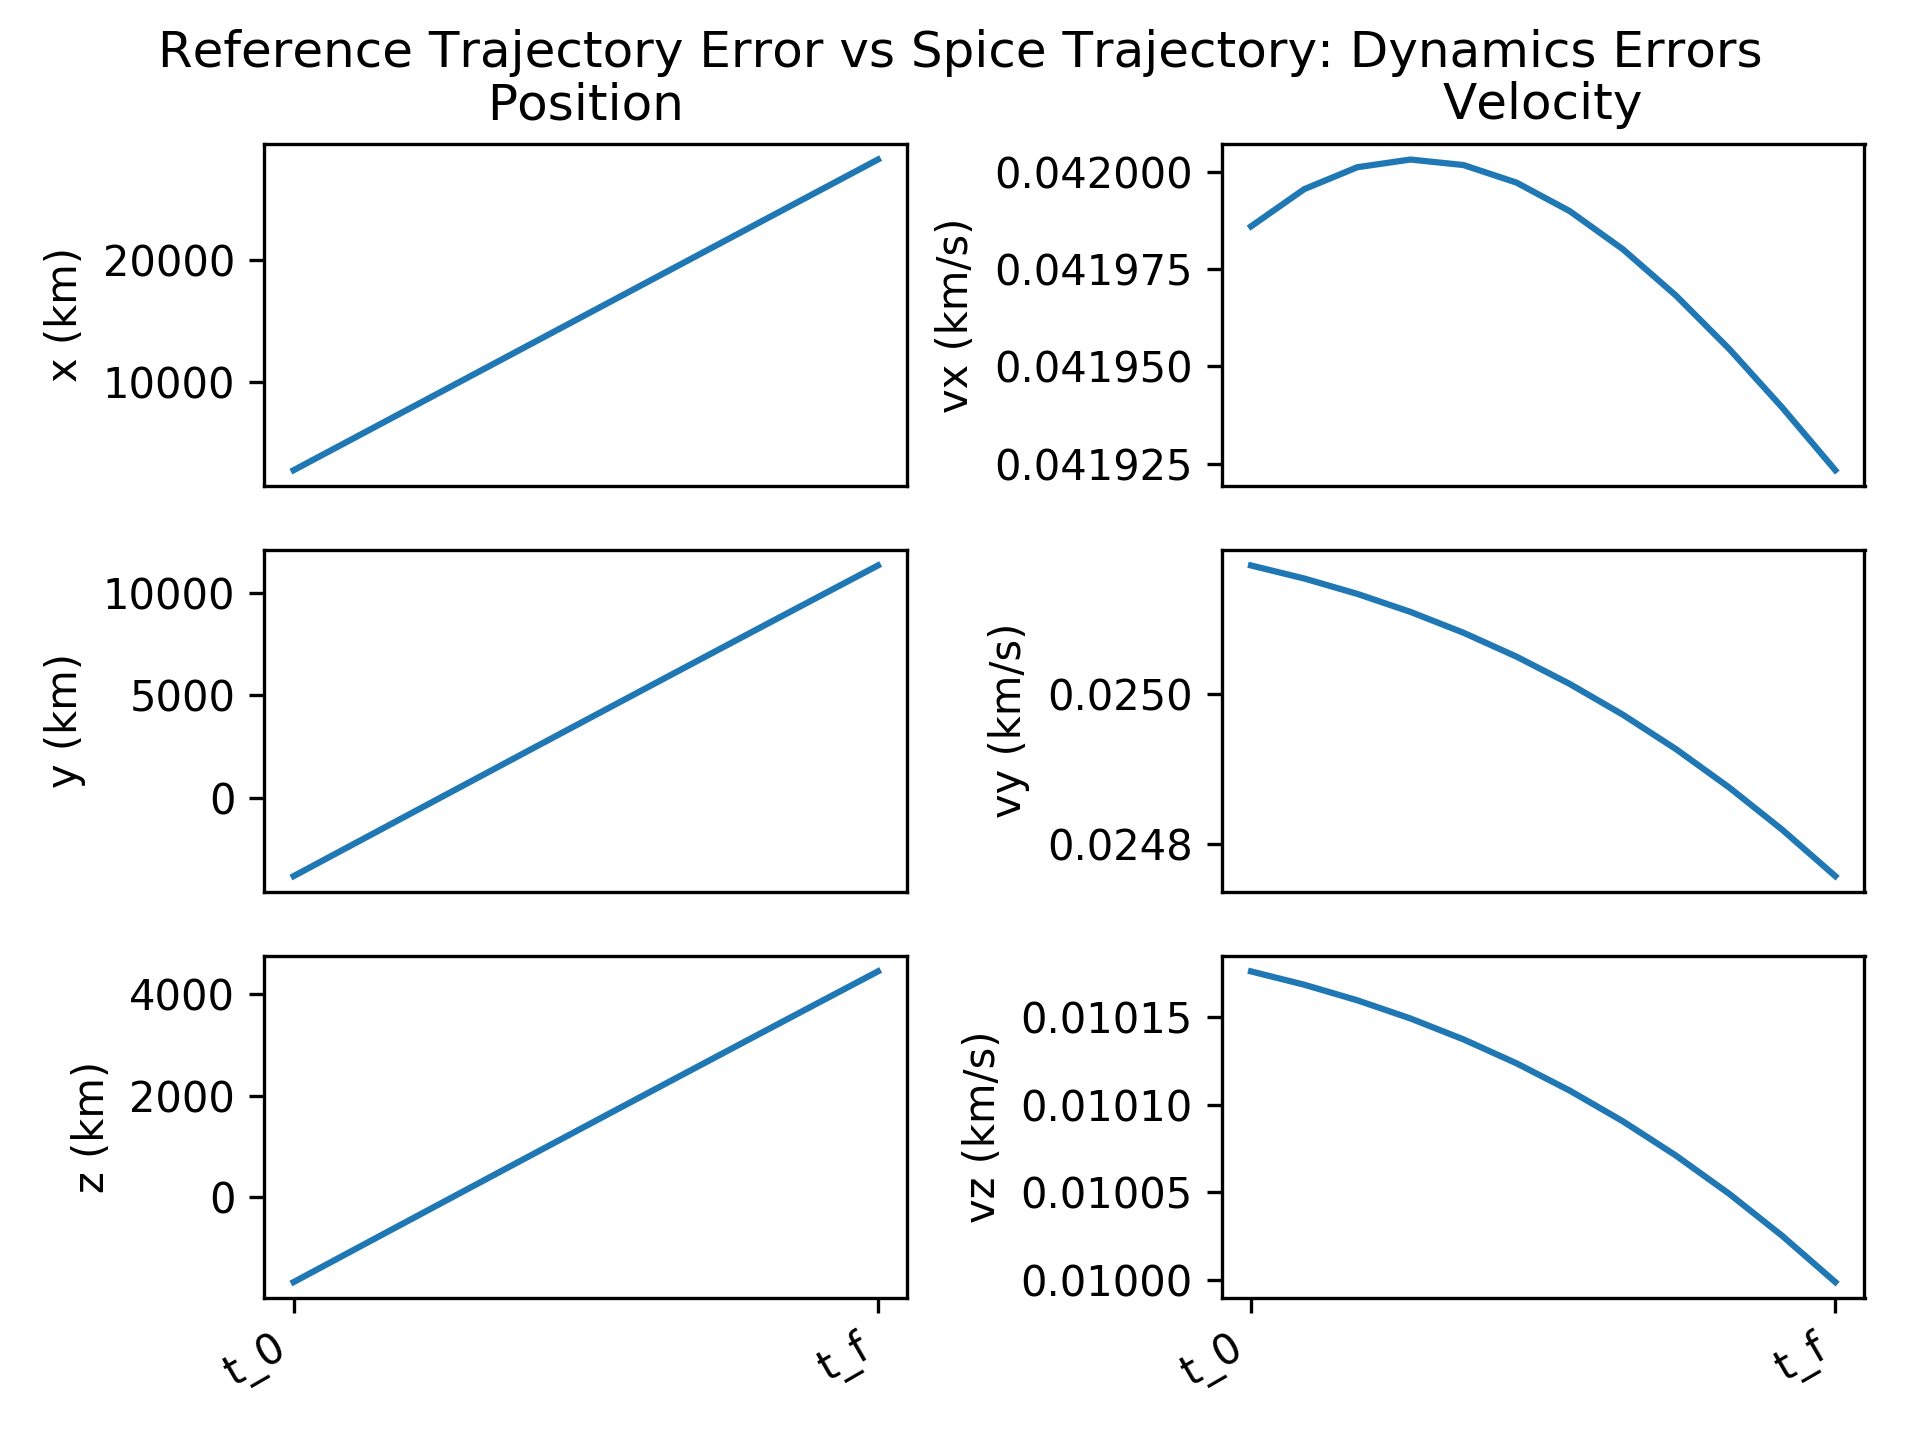 Reference Trajectory Error vs Spice Trajectory: Dynamics Errors
Position
Velocity
x (km)
20000
10000
vx (km/s)
0.042000
0.041975
0.041950
0.041925
y (km)
10000
5000
0
vy (km/s)
0.0250
0.0248
z (km)
4000
2000
0
vz (km/s)
0.01015
0.01010
0.01005
0.01000
t_0
t_f
t_0
t_f